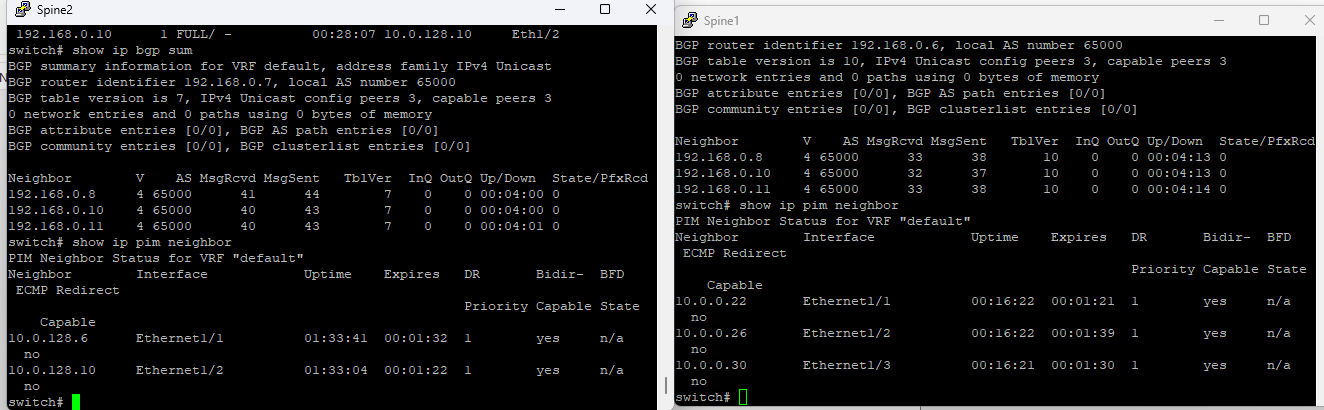 Spine2
192.168.0.10 1 FULL/ - 00:28:07 10.0.128.10 Eth1/2
switch# show ip bgp sum
BGP summary information for VRF default, address family IPv4 Unicast
BGP router identifier 192.168.0.7, local AS number 65000
BGP table version is 7, IPv4 Unicast config peers 3, capable peers 3
0 network entries and 0 paths using 0 bytes of memory
BGP attribute entries [0/0], BGP AS path entries [0/0]
BGP community entries [0/0], BGP clusterlist entries [0/0]
Neighbor V AS MsgRcvd MsgSent TblVer InQ OutQ Up/Down State/PfxRcd
192.168.0.8 4 65000 41 44 7 0 0 00:04:00 0
192.168.0.10 4 65000 40 43 7 0 0 00:04:01 0
192.168.0.11 4 65000 40 43 7 0 0 00:04:01 0
switch# show ip pim neighbor
PIM Neighbor Status for VRF "default"
Neighbor Interface Uptime Expires DR Bidir- BFD
ECMP Redirect
Priority Capable State
Capable
10.0.128.6 Ethernet1/1 01:33:41 00:01:32 1 yes n/a
no
10.0.128.10 Ethernet1/2 01:33:04 00:01:22 1 yes n/a
no
switch#
Spine1
BGP router identifier 192.168.0.6, local AS number 65000
BGP table version is 10, IPv4 Unicast config peers 3, capable peers 3
0 network entries and 0 paths using 0 bytes of memory
BGP attribute entries [0/0], BGP AS path entries [0/0]
BGP community entries [0/0], BGP clusterlist entries [0/0]
Neighbor V AS MsgRcvd MsgSent TblVer InQ OutQ Up/Down State/PfxRcd
192.168.0.8 4 65000 33 38 10 0 0 00:04:13 0
192.168.0.10 4 65000 32 37 10 0 0 00:04:13 0
192.168.0.11 4 65000 33 38 10 0 0 00:04:14 0
switch# show ip pim neighbor
PIM Neighbor Status for VRF "default"
Neighbor Interface Uptime Expires DR Bidir- BFD
ECMP Redirect
Priority Capable State
Capable
10.0.0.22 Ethernet1/1 00:16:22 00:01:21 1 yes n/a
no
10.0.0.26 Ethernet1/2 00:16:22 00:01:39 1 yes n/a
no
10.0.0.30 Ethernet1/3 00:16:21 00:01:30 1 yes n/a
no
switch#